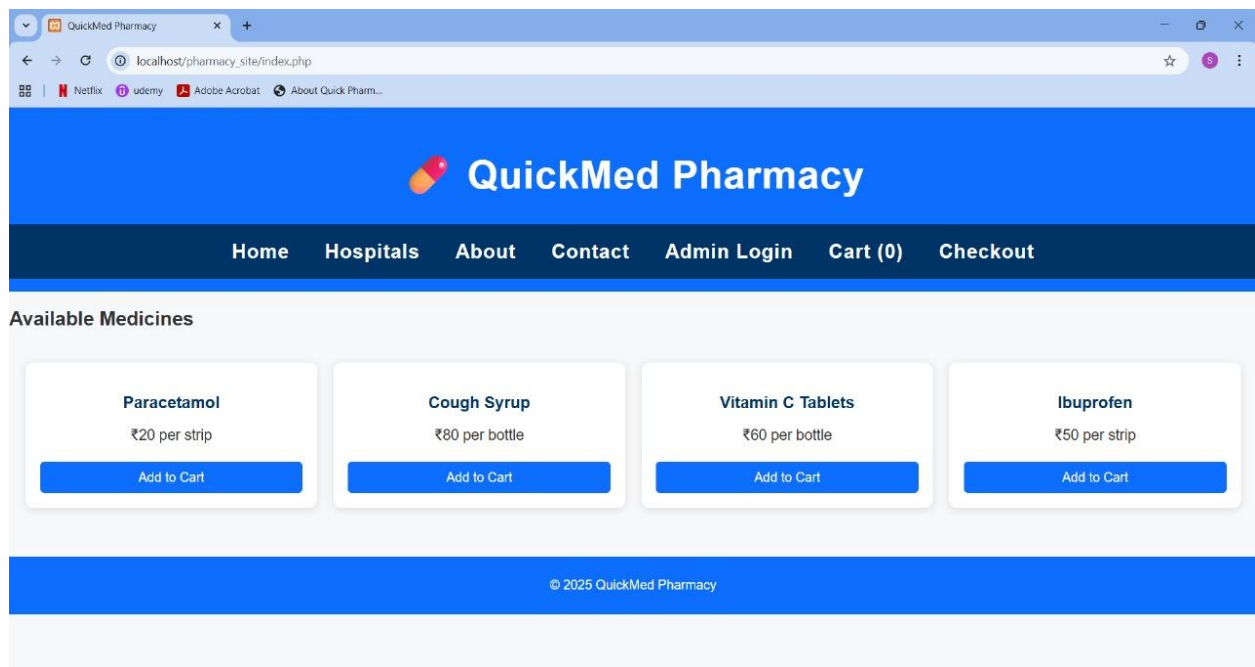 QuickMed Pharmacy
localhost/pharmacy_site/index.php
S
Netflix udemy Adobe Acrobat About Quick Pharm...
QuickMed Pharmacy
Home Hospitals About Contact Admin Login Cart (0) Checkout
Available Medicines
Paracetamol Cough Syrup Vitamin C Tablets Ibuprofen
₹20 per strip ₹80 per bottle ₹60 per bottle ₹50 per strip
Add to Cart Add to Cart Add to Cart Add to Cart
© 2025 QuickMed Pharmacy